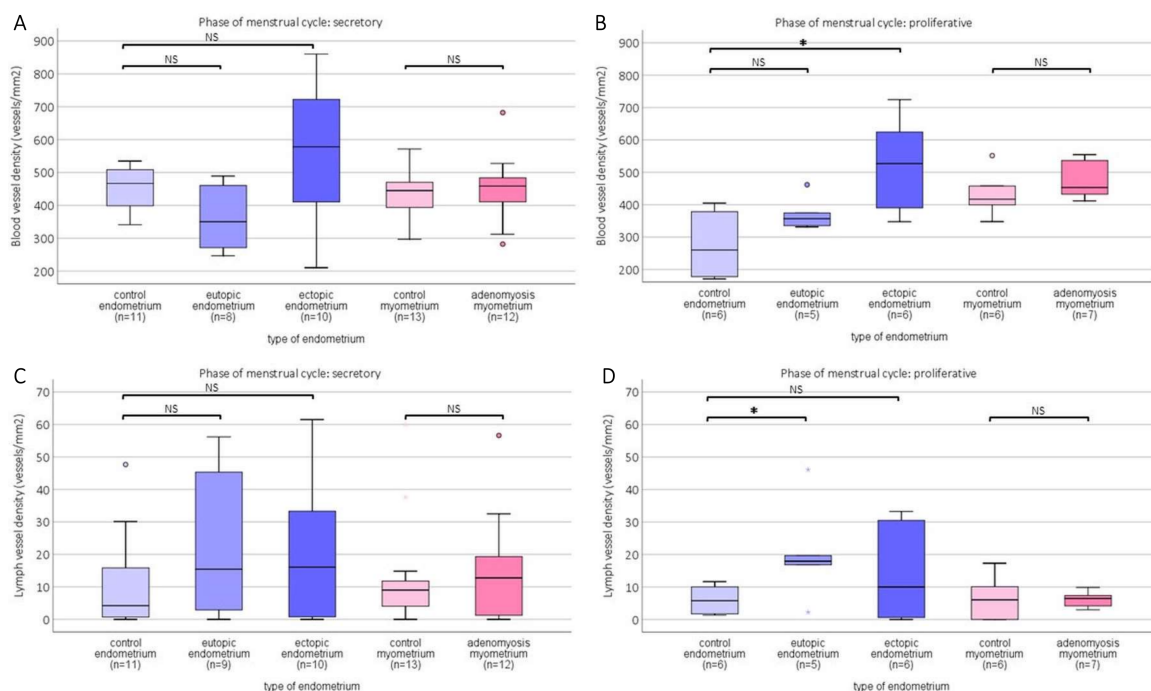 A
Phase of menstrual cycle: secretory
NS
NS
NS
900
800
700
600
500
400
300
200
Blood vessel density (vessels/mm2)
control
endometrium
(n=11)
eutopic
endometrium
(n=8)
ectopic
endometrium
(n=10)
control
myometrium
(n=13)
adenomyosis
myometrium
(n=12)
type of endometrium
B
Phase of menstrual cycle: proliferative
*
NS
NS
900
800
700
600
500
400
300
200
Blood vessel density (vessels/mm2)
control
endometrium
(n=6)
eutopic
endometrium
(n=5)
ectopic
endometrium
(n=6)
control
myometrium
(n=6)
adenomyosis
myometrium
(n=7)
type of endometrium
C
Phase of menstrual cycle: secretory
NS
NS
NS
70
60
50
40
30
20
10
0
Lymph vessel density (vessels/mm2)
control
endometrium
(n=11)
eutopic
endometrium
(n=9)
ectopic
endometrium
(n=10)
control
myometrium
(n=13)
adenomyosis
myometrium
(n=12)
type of endometrium
D
Phase of menstrual cycle: proliferative
NS
*
NS
70
60
50
40
30
20
10
0
Lymph vessel density (vessels/mm2)
control
endometrium
(n=6)
eutopic
endometrium
(n=5)
ectopic
endometrium
(n=6)
control
myometrium
(n=6)
adenomyosis
myometrium
(n=7)
type of endometrium